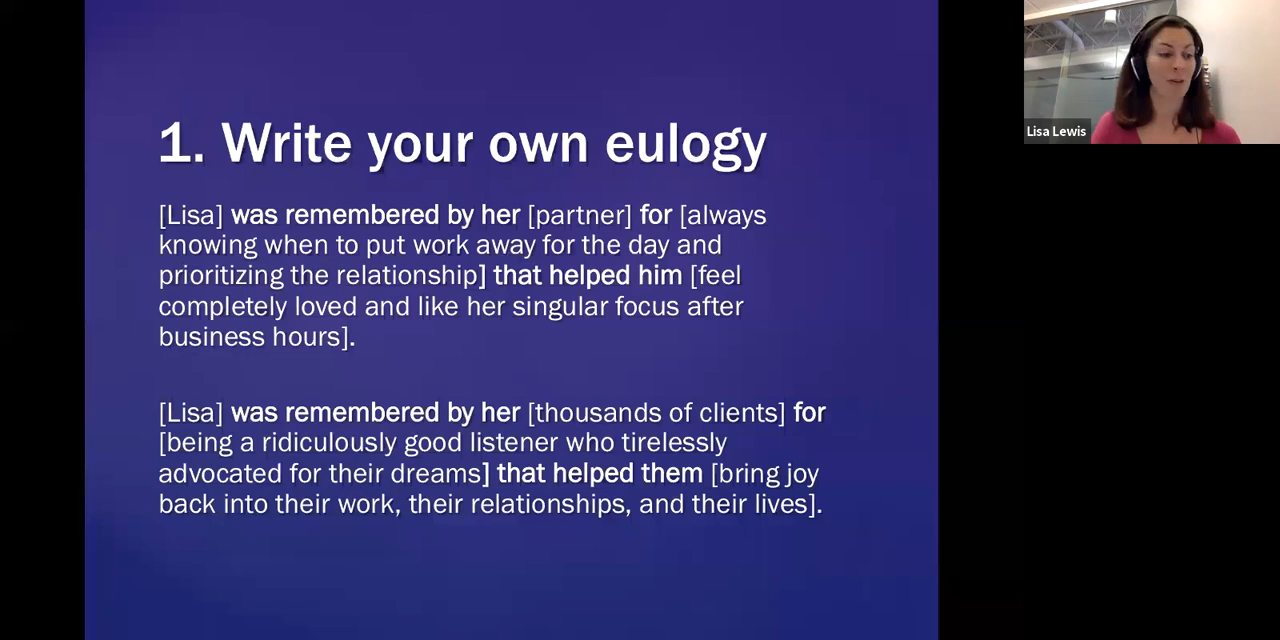 1. Write your own eulogy
[Lisa] was remembered by her [partner] for [always
knowing when to put work away for the day and
prioritizing the relationship] that helped him [feel
completely loved and like her singular focus after
business hours].
[Lisa] was remembered by her [thousands of clients] for
[being a ridiculously good listener who tirelessly
advocated for their dreams] that helped them [bring joy
back into their work, their relationships, and their lives].
Lisa Lewis